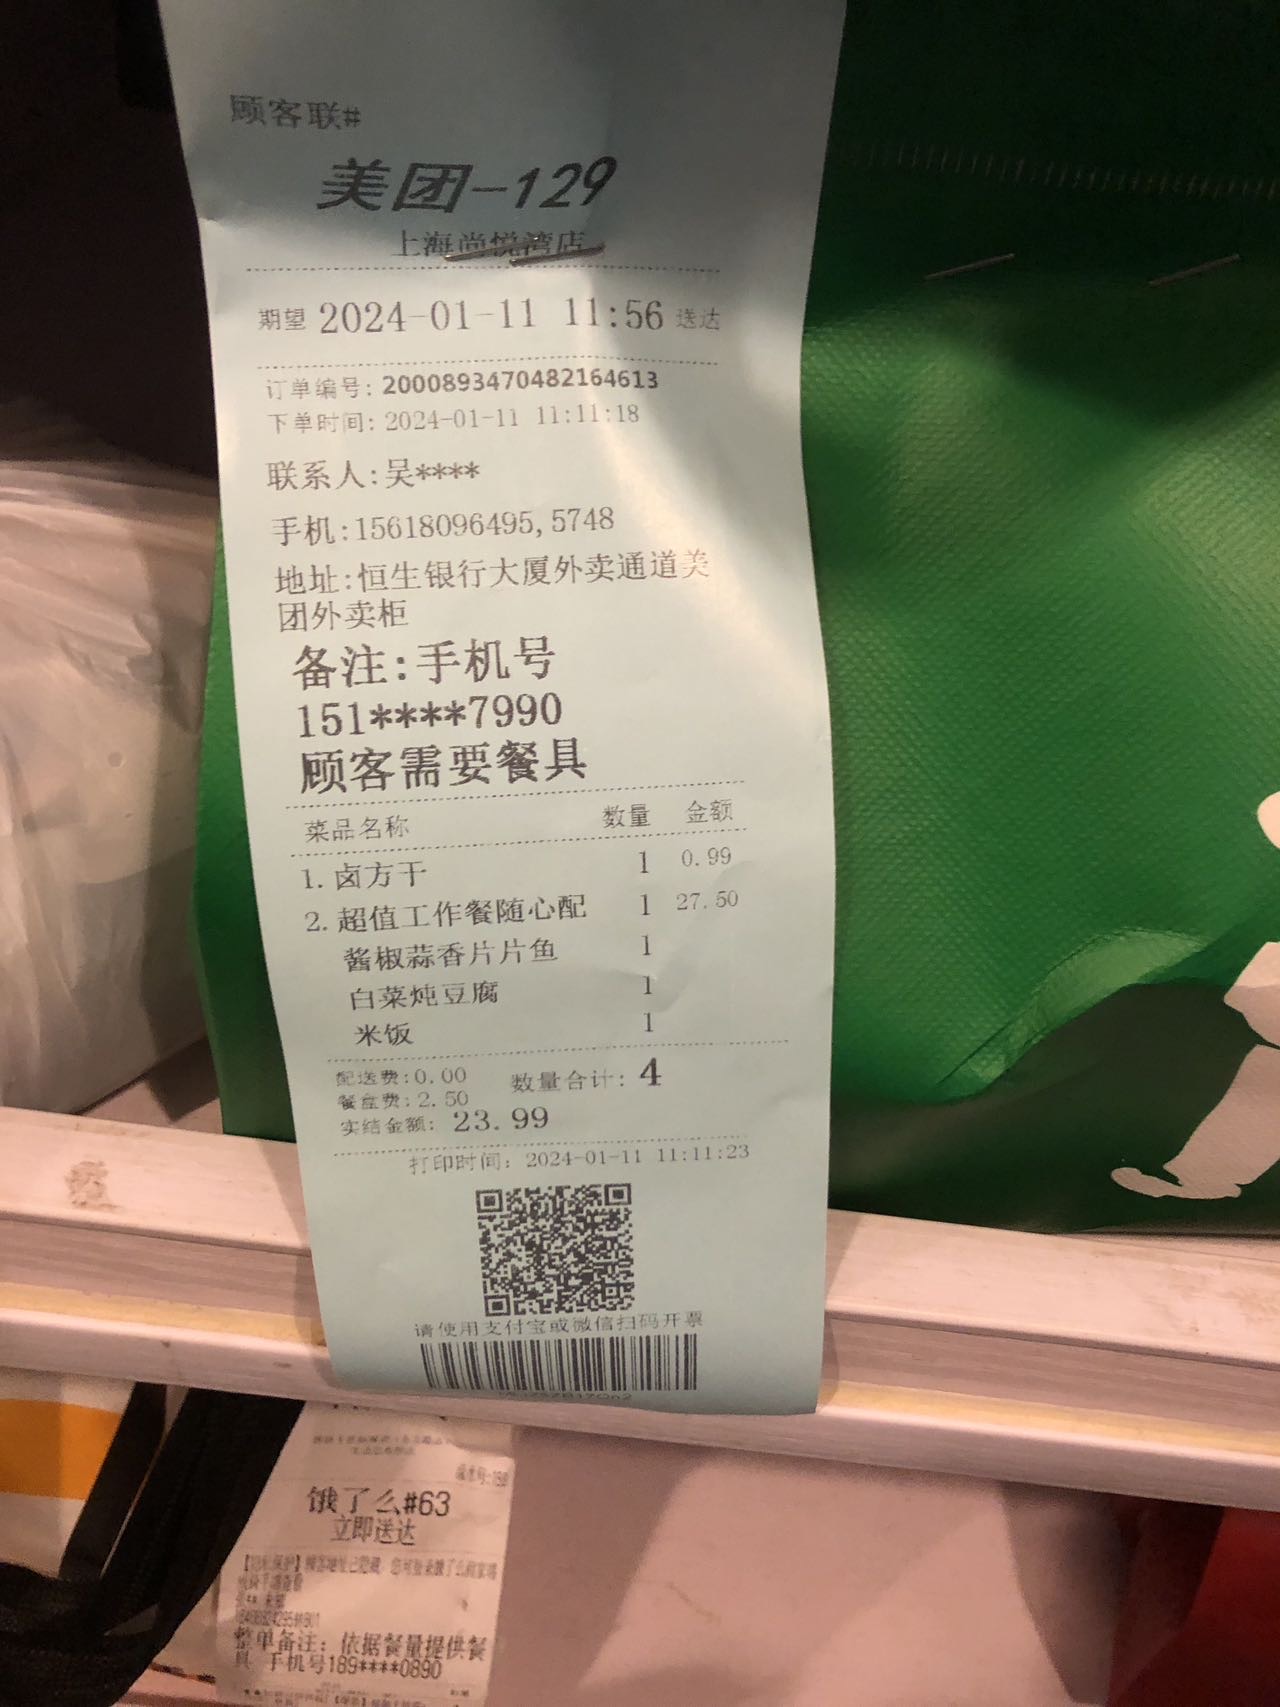 顾客联#
美团-129
上海尚悦湾店
期望 2024-01-11 11:56 送达
订单编号: 2000893470482164613
下单时间: 2024-01-11 11:11:18
联系人:吴****
手机:15618096495,5748
地址:恒生银行大厦外卖通道美
团外卖柜
备注:手机号
151****7990
顾客需要餐具
菜品名称 数量 金额
1. 卤方干 1 0.99
2. 超值工作餐随心配 1 27.50
酱椒蒜香片片鱼 1
白菜炖豆腐 1
米饭 1
配送费:0.00 数量合计: 4
餐盒费:2.50
实结金额: 23.99
打印时间: 2024-01-11 11:11:23
请使用支付宝或微信扫码开票
饿了么#63
立即送达
整单备注: 依据餐量提供餐
具 手机号189****0890